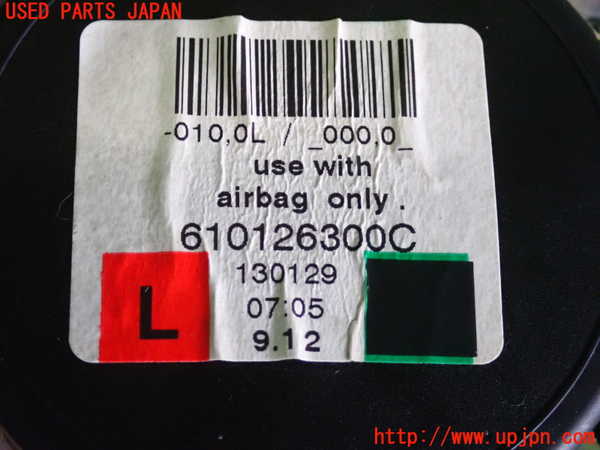 USED PARTS JAPAN
-010,0L / _000,0_
use with
airbag only .
610126300C
130129
L
07:05
9.12
http://www.upjpn.com